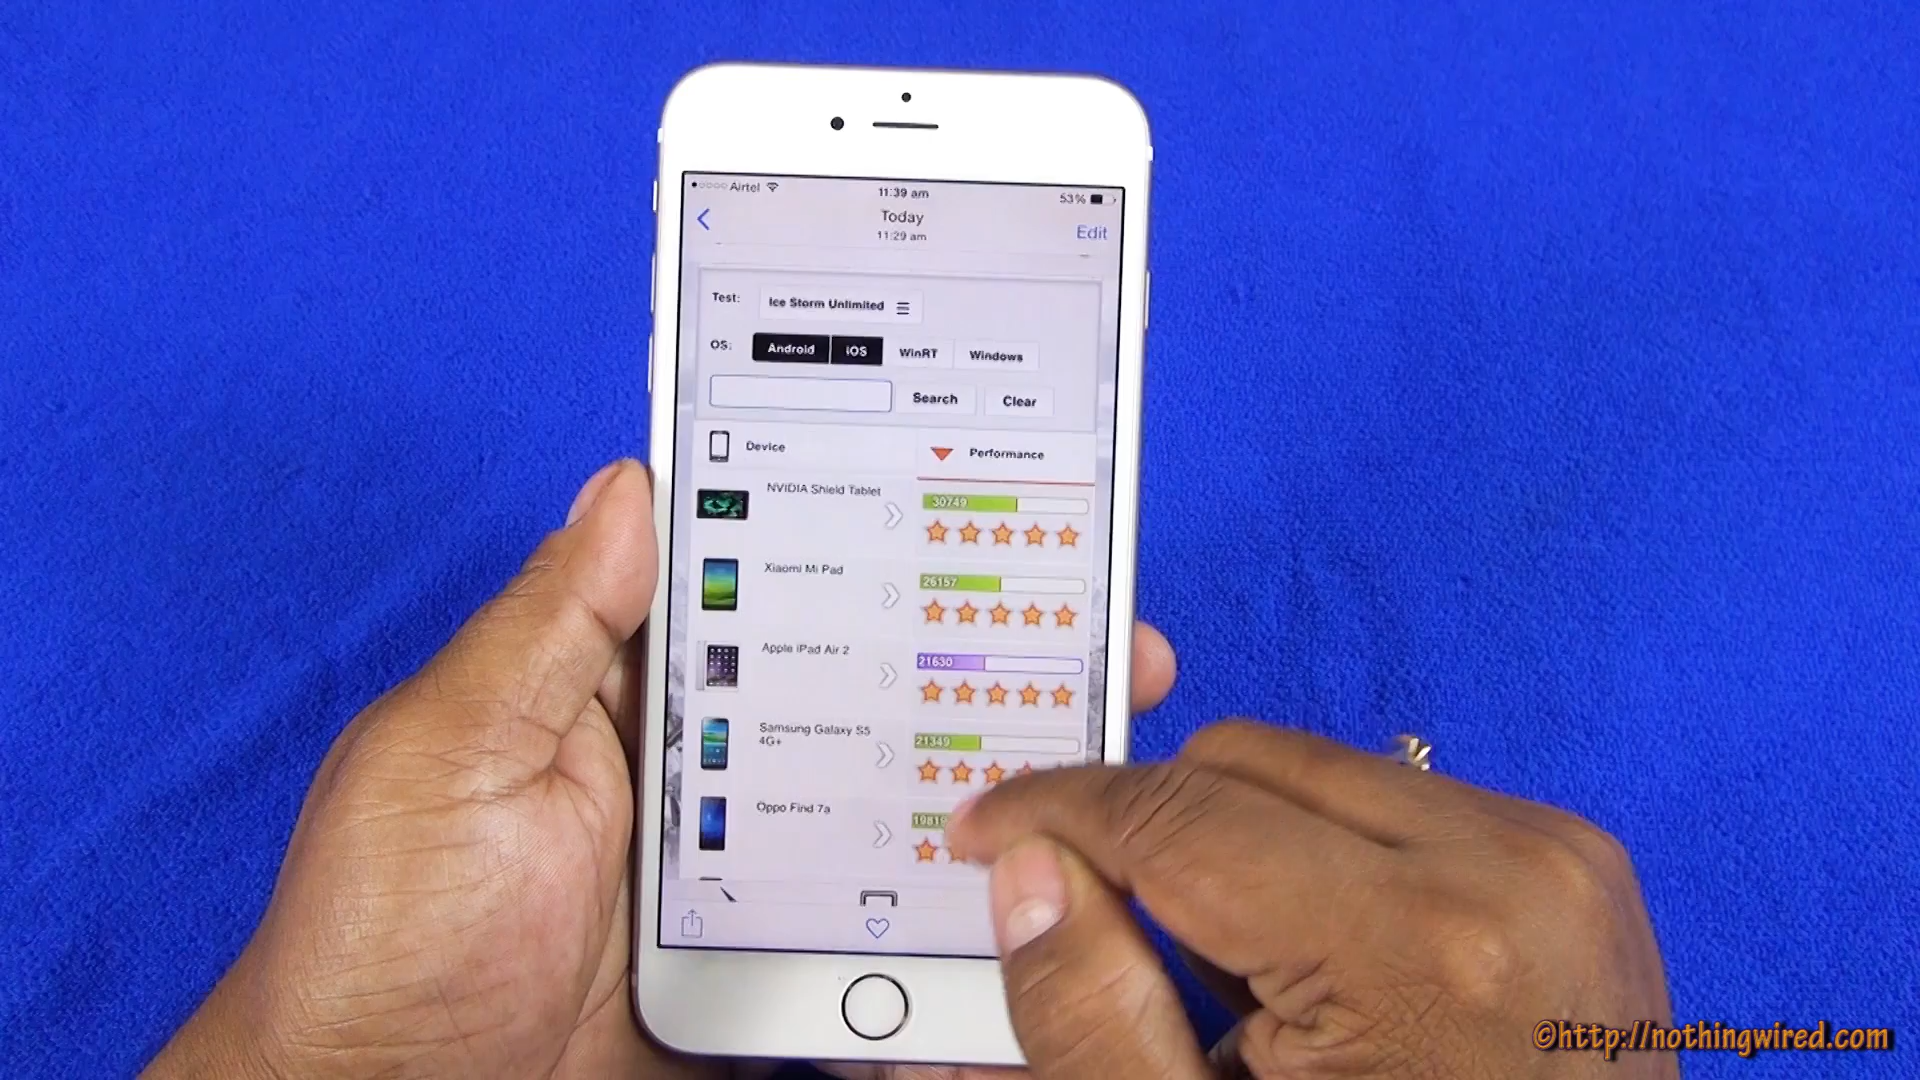 Airtel 11:39 am 53%
Today
11:29 am
Edit
Test: Ice Storm Unlimited
OS: Android iOS WinRT Windows
Search Clear
Device Performance
NVIDIA Shield Tablet
30749
Xiaomi Mi Pad
26157
Apple iPad Air 2
21630
Samsung Galaxy S5
4G+
21349
Oppo Find 7a
19819
©http://nothingwired.com